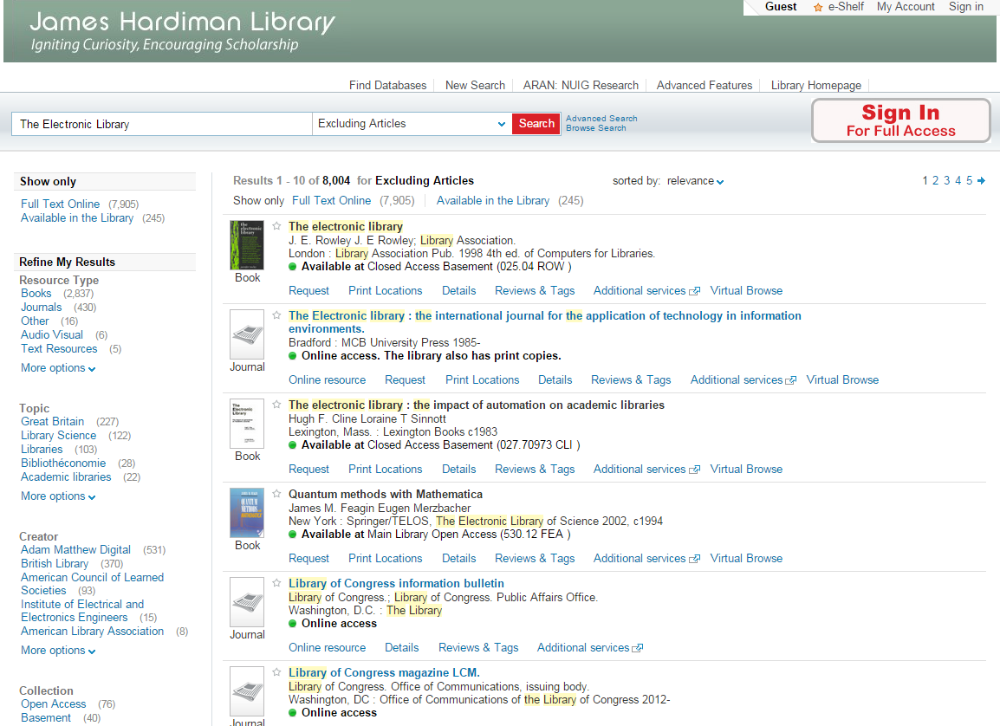 James Hardiman Library
Igniting Curiosity, Encouraging Scholarship
Guest e-Shelf My Account Sign in
Find Databases New Search ARAN: NUIG Research Advanced Features Library Homepage
The Electronic Library Excluding Articles Search
Advanced Search
Browse Search
Sign In
For Full Access
Show only
Full Text Online (7,905)
Available in the Library (245)
Refine My Results
Resource Type
Books (2,837)
Journals (430)
Other (16)
Audio Visual (6)
Text Resources (5)
More options
Topic
Great Britain (227)
Library Science (122)
Libraries (103)
Bibliothéconomie (28)
Academic libraries (22)
More options
Creator
Adam Matthew Digital (531)
British Library (370)
American Council of Learned
Societies (93)
Institute of Electrical and
Electronics Engineers (15)
American Library Association (8)
More options
Collection
Open Access (76)
Basement (40)
Results 1 - 10 of 8,004 for Excluding Articles sorted by: relevance 1 2 3 4 5
Show only Full Text Online (7,905) Available in the Library (245)
the electronic library
Book
The electronic library
J. E. Rowley J. E Rowley; Library Association.
London : Library Association Pub. 1998 4th ed. of Computers for Libraries.
Available at Closed Access Basement (025.04 ROW )
Request Print Locations Details Reviews & Tags Additional services Virtual Browse
Journal
The Electronic library : the international journal for the application of technology in information
environments.
Bradford : MCB University Press 1985-
Online access. The library also has print copies.
Online resource Request Print Locations Details Reviews & Tags Additional services Virtual Browse
The
Electronic
Library
Book
The electronic library : the impact of automation on academic libraries
Hugh F. Cline Loraine T Sinnott
Lexington, Mass. : Lexington Books c1983
Available at Closed Access Basement (027.70973 CLI )
Request Print Locations Details Reviews & Tags Additional services Virtual Browse
QUANTUM
METHODS
Book
Quantum methods with Mathematica
James M. Feagin Eugen Merzbacher
New York : Springer/TELOS, The Electronic Library of Science 2002, c1994
Available at Main Library Open Access (530.12 FEA )
Request Print Locations Details Reviews & Tags Additional services Virtual Browse
Journal
Library of Congress information bulletin
Library of Congress.; Library of Congress. Public Affairs Office.
Washington, D.C. : The Library
Online access
Online resource Details Reviews & Tags Additional services
Journal
Library of Congress magazine LCM.
Library of Congress. Office of Communications, issuing body.
Washington, DC : Office of Communications of the Library of Congress 2012-
Online access